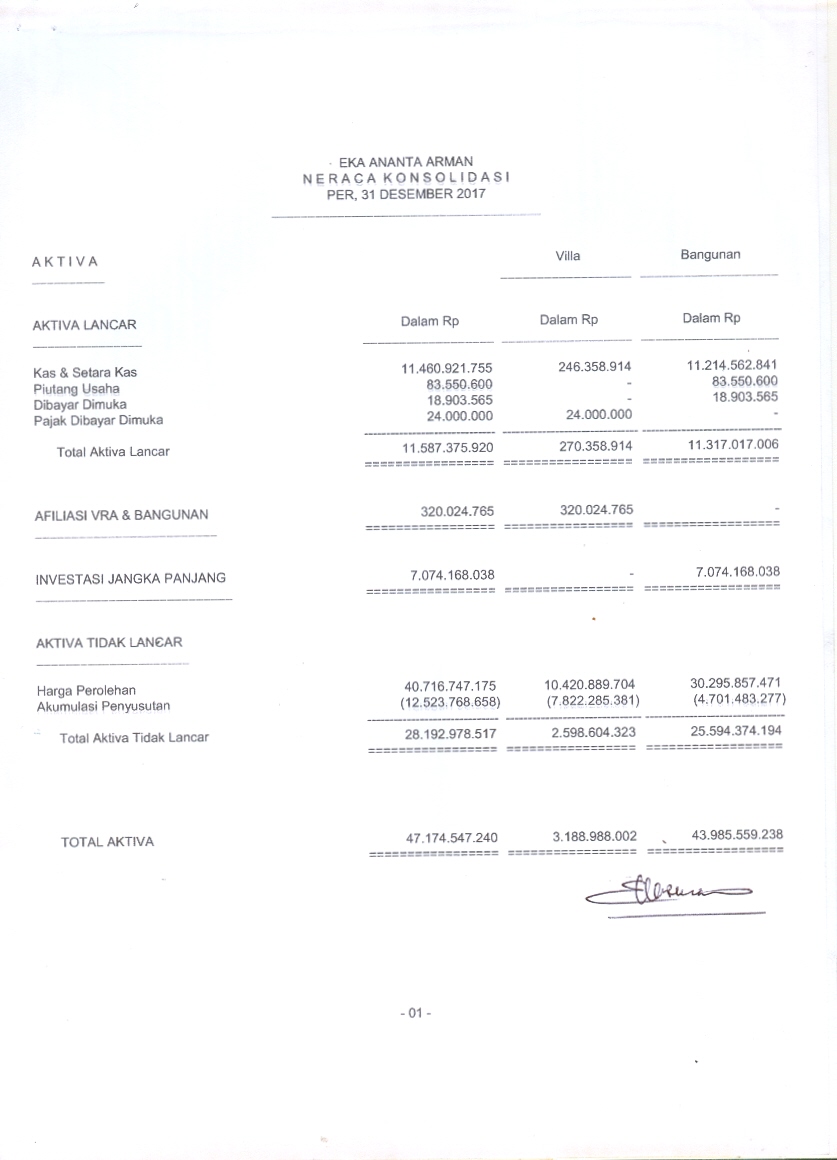 EKA ANANTA ARMAN
N E R A C A K O N S O L I D A S I
PER, 31 DESEMBER 2017
A K T I V A Villa Bangunan
AKTIVA LANCAR Dalam Rp Dalam Rp Dalam Rp
Kas & Setara Kas 11.460.921.755 246.358.914 11.214.562.841
Piutang Usaha 83.550.600 - 83.550.600
Dibayar Dimuka 18.903.565 - 18.903.565
Pajak Dibayar Dimuka 24.000.000 24.000.000 -
Total Aktiva Lancar 11.587.375.920 270.358.914 11.317.017.006
AFILIASI VRA & BANGUNAN 320.024.765 320.024.765 -
INVESTASI JANGKA PANJANG 7.074.168.038 - 7.074.168.038
AKTIVA TIDAK LANCAR
Harga Perolehan 40.716.747.175 10.420.889.704 30.295.857.471
Akumulasi Penyusutan (12.523.768.658) (7.822.285.381) (4.701.483.277)
Total Aktiva Tidak Lancar 28.192.978.517 2.598.604.323 25.594.374.194
TOTAL AKTIVA 47.174.547.240 3.188.988.002 43.985.559.238
- 01 -